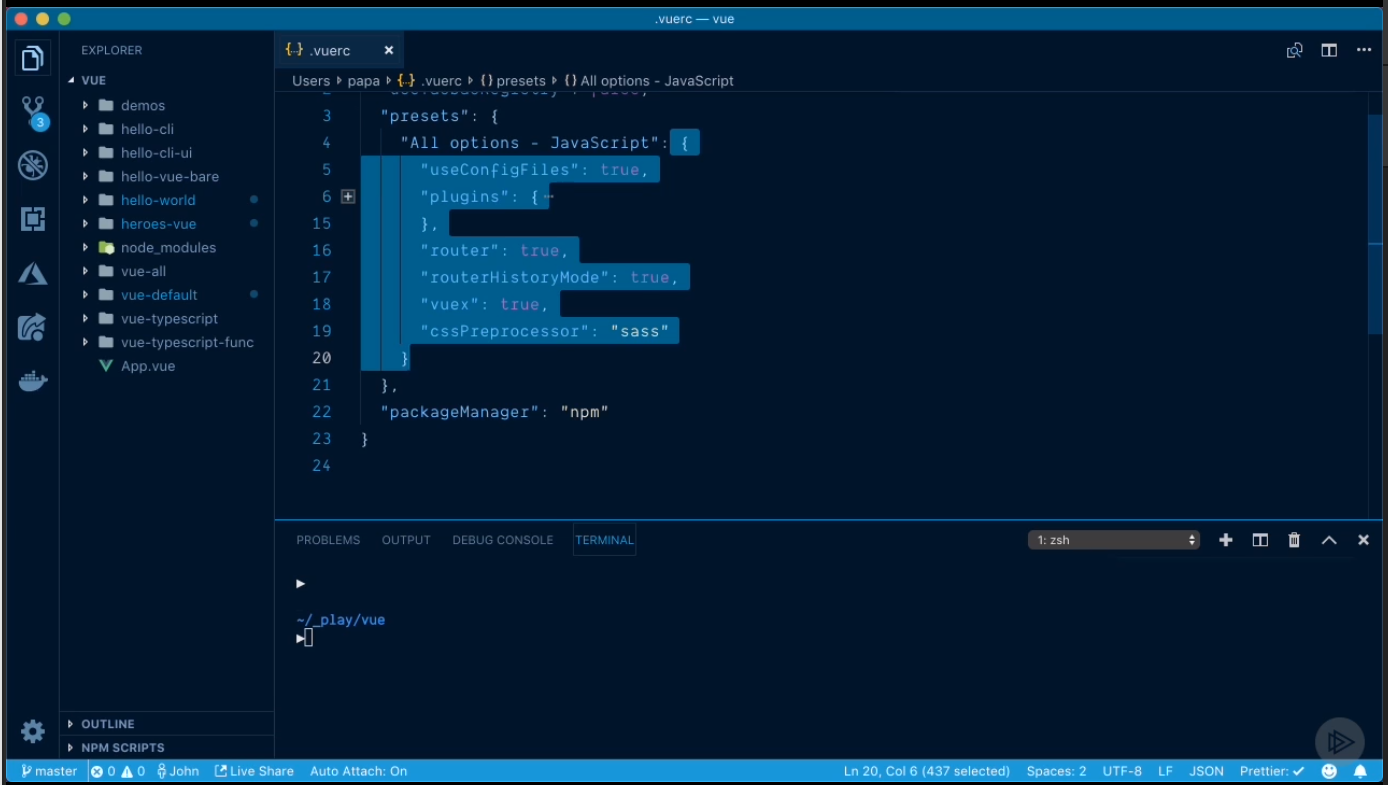 .vuerc — vue
EXPLORER
VUE
demos
hello-cli
hello-cli-ui
hello-vue-bare
hello-world
heroes-vue
node_modules
vue-all
vue-default
vue-typescript
vue-typescript-func
App.vue
OUTLINE
NPM SCRIPTS
3
{..} .vuerc ×
Users ▸ papa ▸ {..} .vuerc ▸ {} presets ▸ {} All options - JavaScript
3 "presets": {
4 "All options - JavaScript": {
5 "useConfigFiles": true,
6 "plugins": {…
15 },
16 "router": true,
17 "routerHistoryMode": true,
18 "vuex": true,
19 "cssPreprocessor": "sass"
20 }
21 },
22 "packageManager": "npm"
23 }
24
PROBLEMS OUTPUT DEBUG CONSOLE TERMINAL 1: zsh
~/_play/vue
master 0 0 John Live Share Auto Attach: On Ln 20, Col 6 (437 selected) Spaces: 2 UTF-8 LF JSON Prettier: ✓